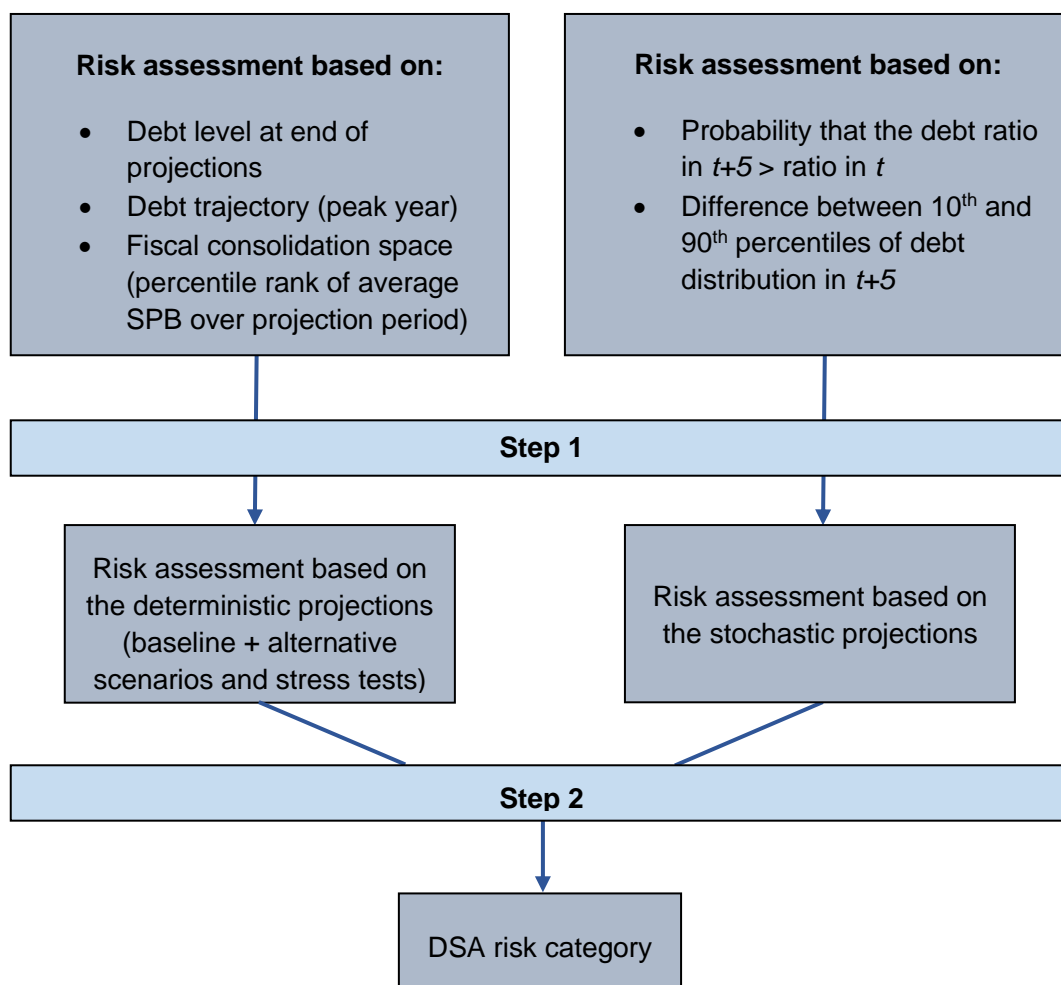 Risk assessment based on:
• Debt level at end of
projections
• Debt trajectory (peak year)
• Fiscal consolidation space
(percentile rank of average
SPB over projection period)
Risk assessment based on:
• Probability that the debt ratio
in t+5 > ratio in t
• Difference between 10th and
90th percentiles of debt
distribution in t+5
Step 1
Risk assessment based on
the deterministic projections
(baseline + alternative
scenarios and stress tests)
Risk assessment based on
the stochastic projections
Step 2
DSA risk category